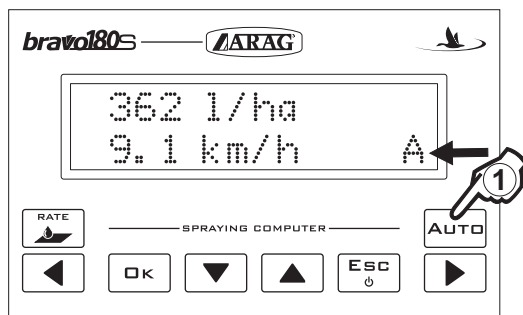 bravo180S ARAG
362 l/ha
9.1 km/h A
1
RATE
SPRAYING COMPUTER
AUTO
OK
ESC